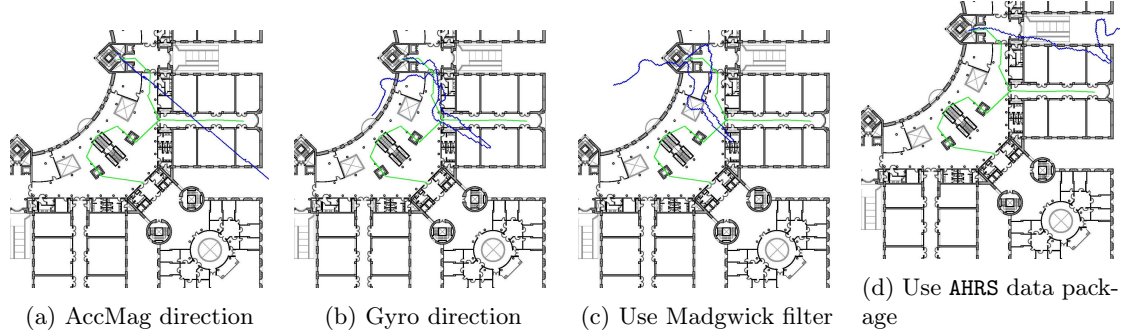 (a) AccMag direction
(b) Gyro direction
(c) Use Madgwick filter
(d) Use AHRS data pack-
age